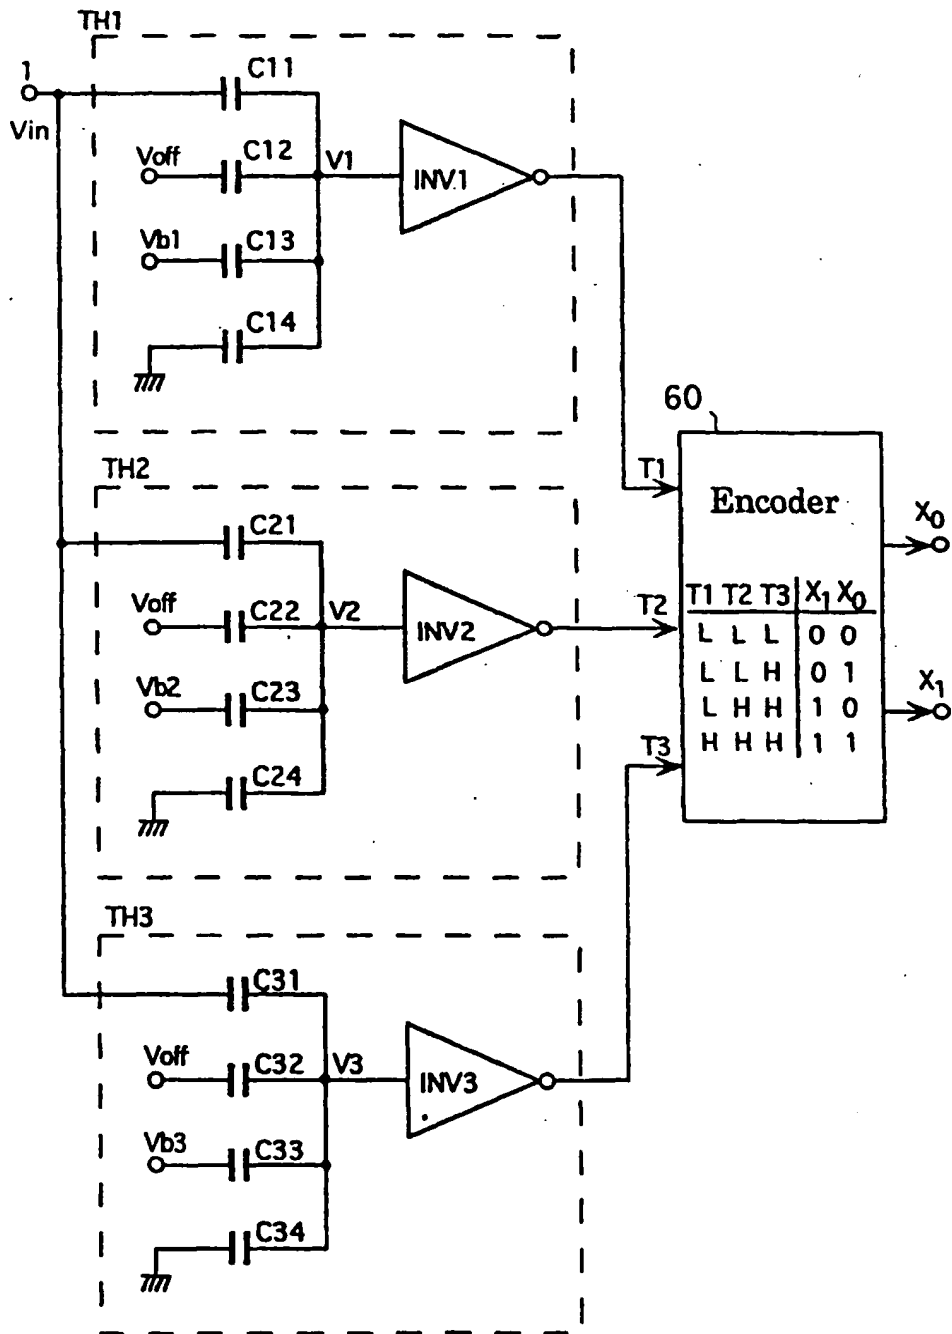 TH1
1
Vin
C11
Voff
C12
V1
INV1
Vb1
C13
C14
TH2
C21
Voff
C22
V2
INV2
Vb2
C23
C24
TH3
C31
Voff
C32
V3
INV3
Vb3
C33
C34
60
T1
T2
T3
Encoder
T1 T2 T3 X1 X0
L L L 0 0
L L H 0 1
L H H 1 0
H H H 1 1
X0
X1